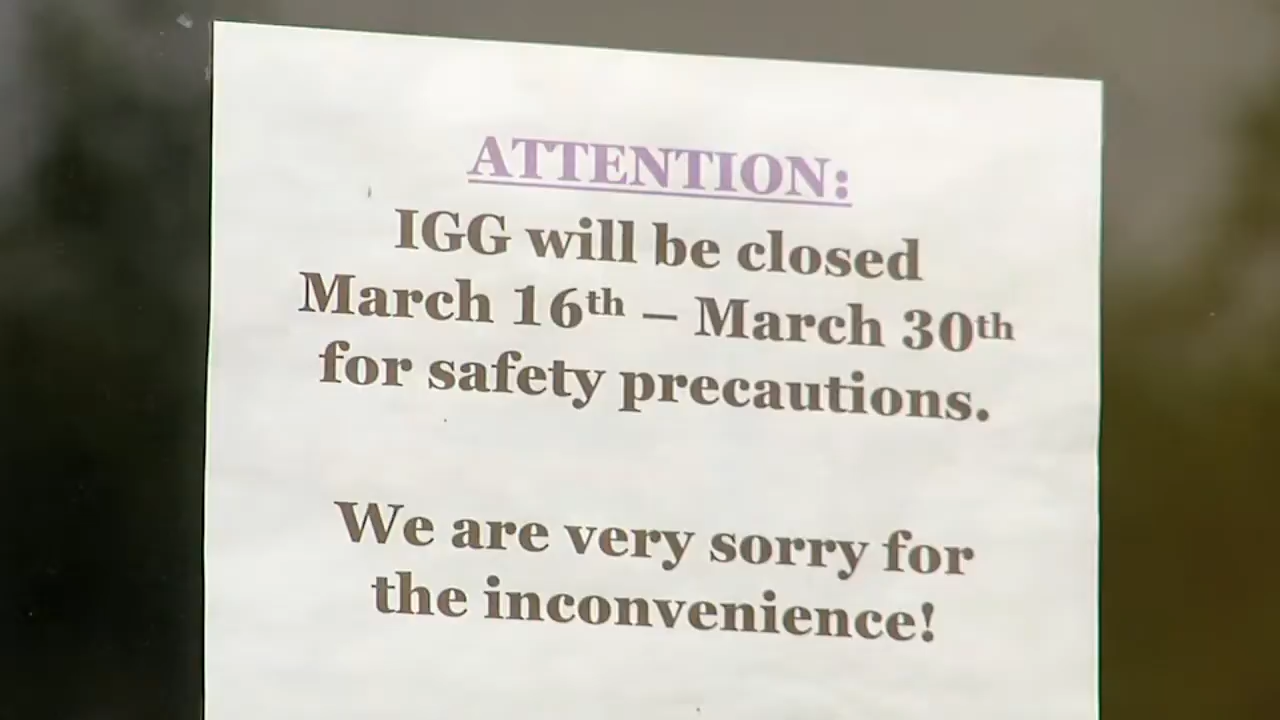 ATTENTION:
IGG will be closed
March 16th – March 30th
for safety precautions.
We are very sorry for
the inconvenience!